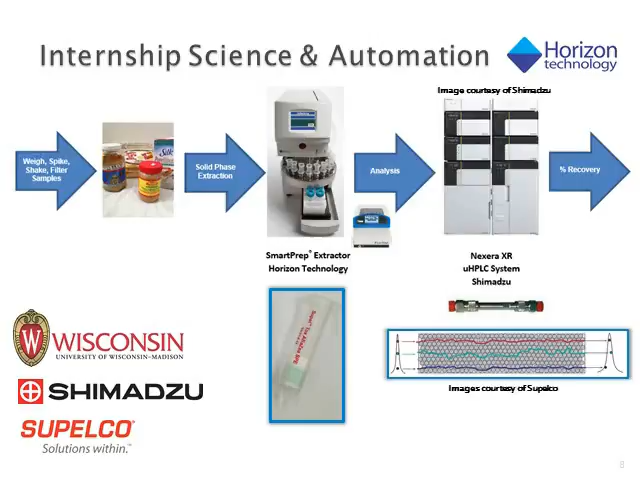 Internship Science & Automation
Horizon
technology
Image courtesy of Shimadzu
Weigh, Spike,
Shake, Filter
Samples
Solid Phase
Extraction
Analysis
% Recovery
SmartPrep® Extractor
Horizon Technology
Nexera XR
uHPLC System
Shimadzu
WISCONSIN
UNIVERSITY OF WISCONSIN–MADISON
SHIMADZU
SUPELCO®
Solutions within.™
Images courtesy of Supelco
8